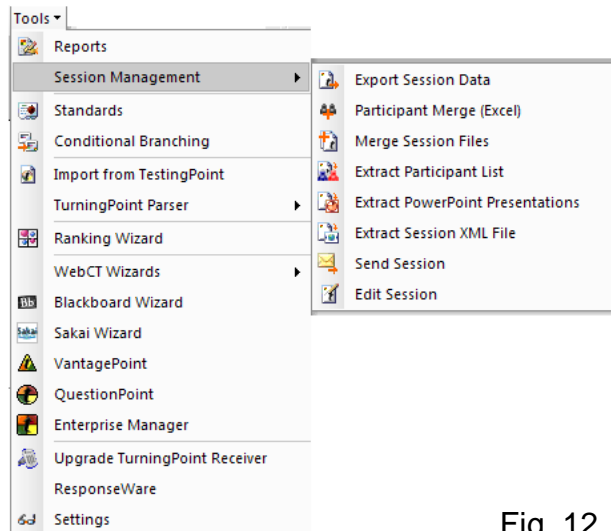 Tools
Reports
Session Management
Standards
Conditional Branching
Import from TestingPoint
TurningPoint Parser
Ranking Wizard
WebCT Wizards
Bb Blackboard Wizard
Sakai Sakai Wizard
VantagePoint
QuestionPoint
Enterprise Manager
Upgrade TurningPoint Receiver
ResponseWare
Settings
Export Session Data
Participant Merge (Excel)
Merge Session Files
Extract Participant List
Extract PowerPoint Presentations
Extract Session XML File
Send Session
Edit Session
Fig. 12